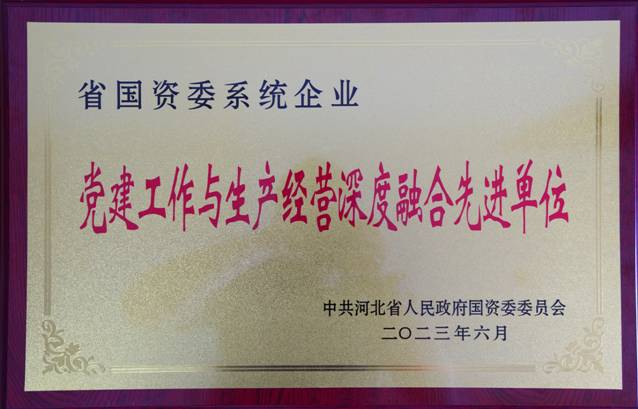 省国资委系统企业
党建工作与生产经营深度融合先进单位
中共河北省人民政府国资委委员会
二〇二三年六月